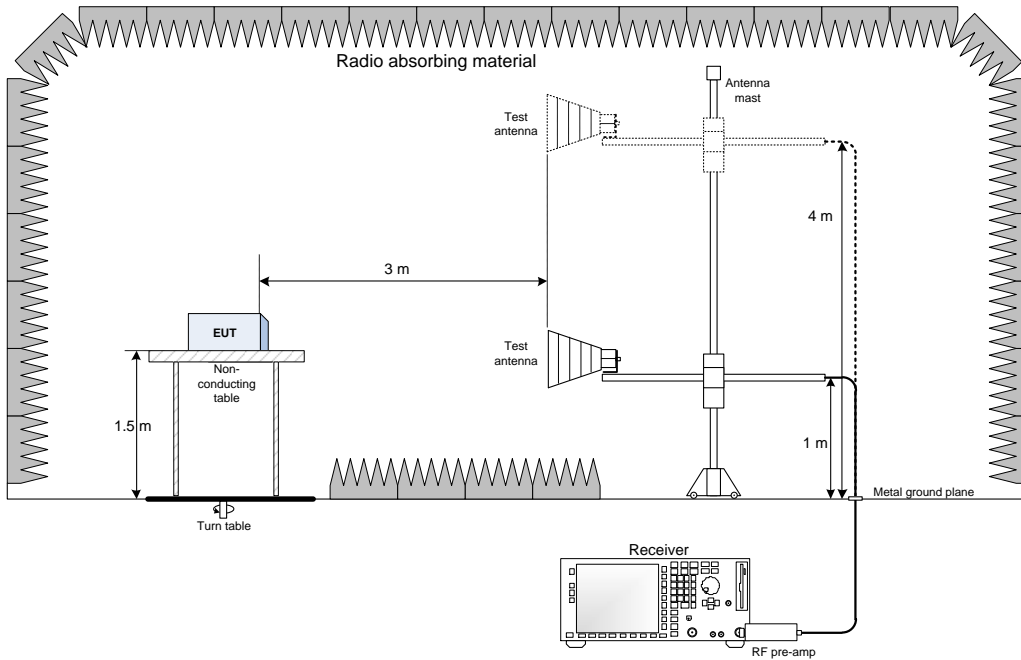 Radio absorbing material
Antenna
mast
Test
antenna
4 m
3 m
EUT
Test
antenna
Non-
conducting
table
1.5 m
1 m
Metal ground plane
Turn table
Receiver
RF pre-amp